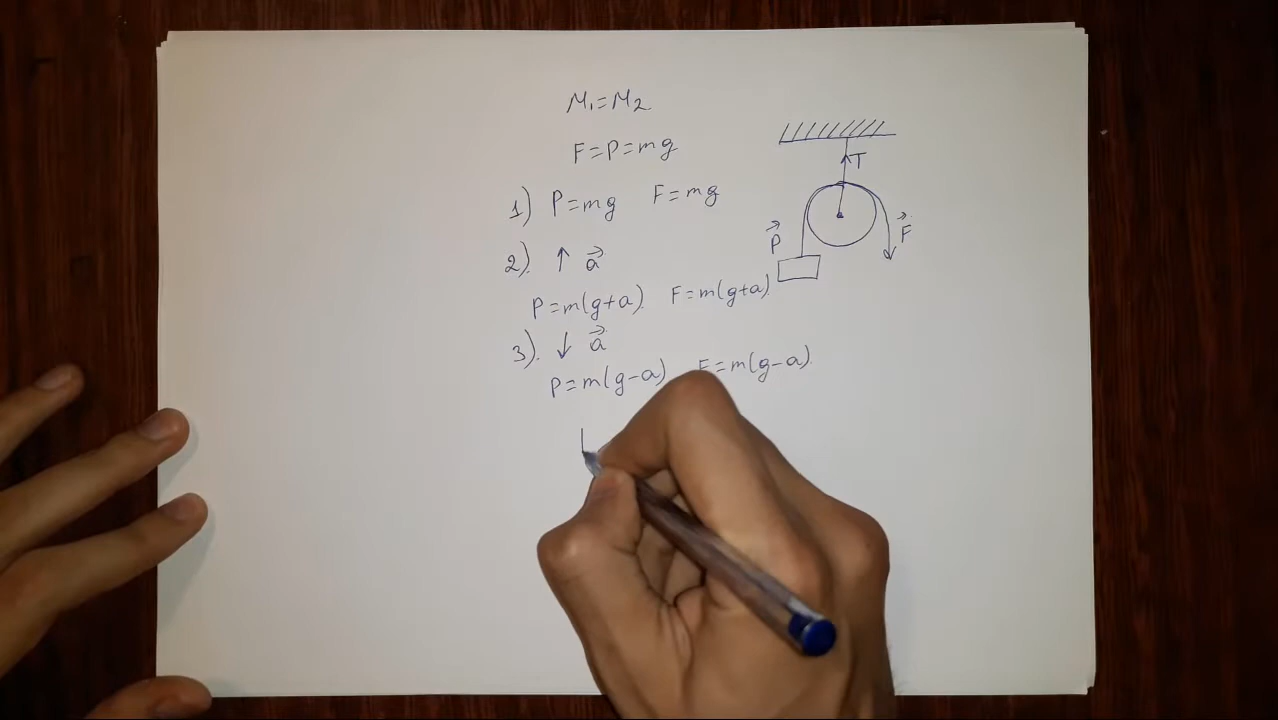 M₁=M₂
F=P=mg
1) P=mg F=mg
2). ↑ a⃗
P=m(g+a). F=m(g+a).
3). ↓ a⃗
P=m(g-a) F=m(g-a).
T
P⃗
F⃗